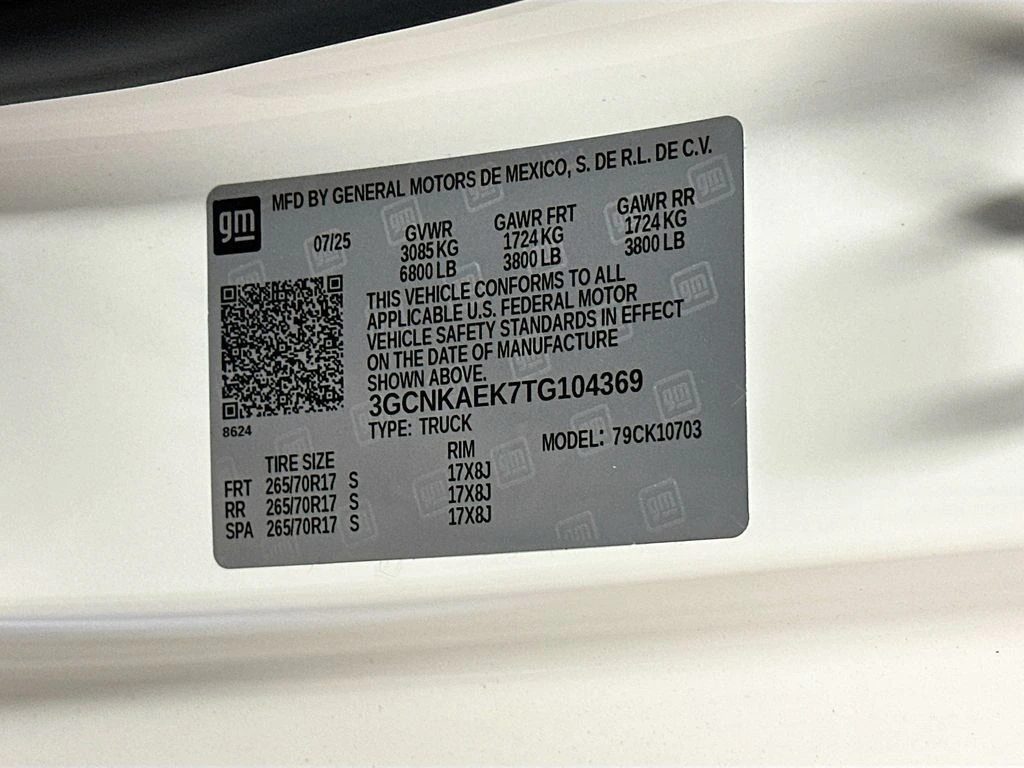 gm
MFD BY GENERAL MOTORS DE MEXICO, S. DE R.L. DE C.V.
07/25
GVWR GAWR FRT GAWR RR
3085 KG 1724 KG 1724 KG
6800 LB 3800 LB 3800 LB
THIS VEHICLE CONFORMS TO ALL
APPLICABLE U.S. FEDERAL MOTOR
VEHICLE SAFETY STANDARDS IN EFFECT
ON THE DATE OF MANUFACTURE
SHOWN ABOVE.
3GCNKAEK7TG104369
8624
TYPE: TRUCK MODEL: 79CK10703
TIRE SIZE RIM
FRT 265/70R17 S 17X8J
RR 265/70R17 S 17X8J
SPA 265/70R17 S 17X8J